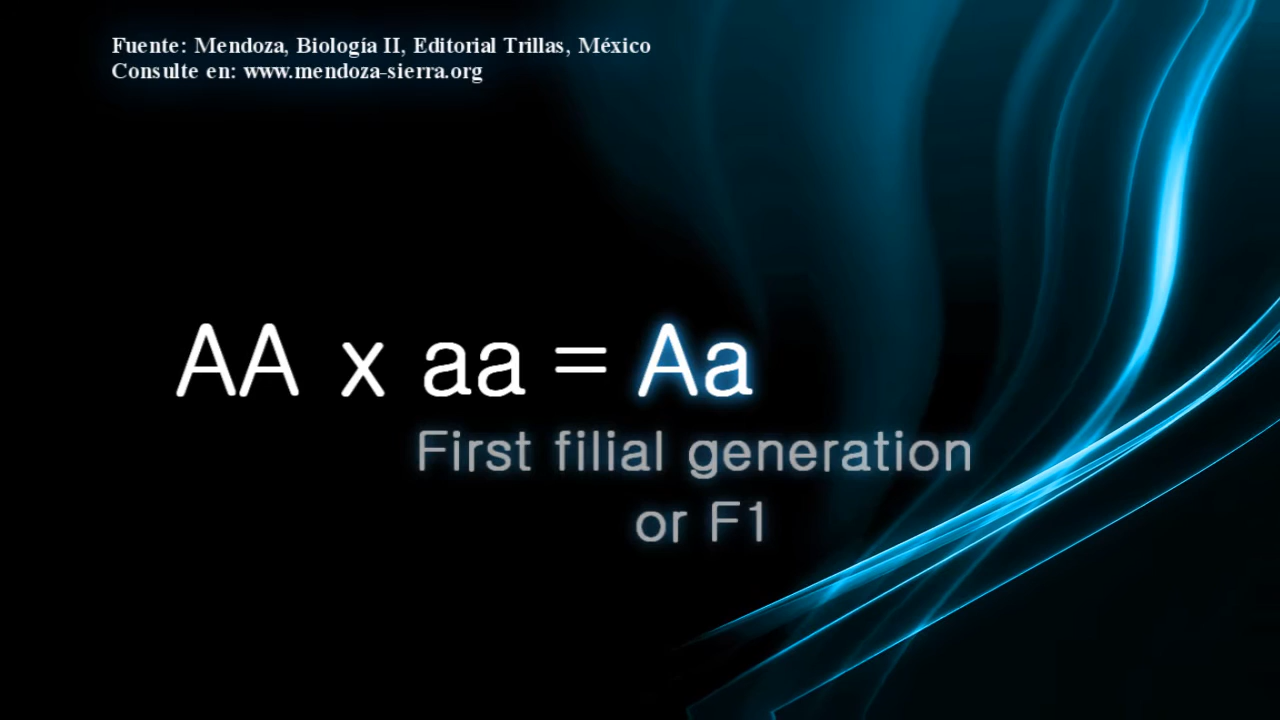 Fuente: Mendoza, Biología II, Editorial Trillas, México
Consulte en: www.mendoza-sierra.org
AA x aa = Aa
First filial generation
or F1